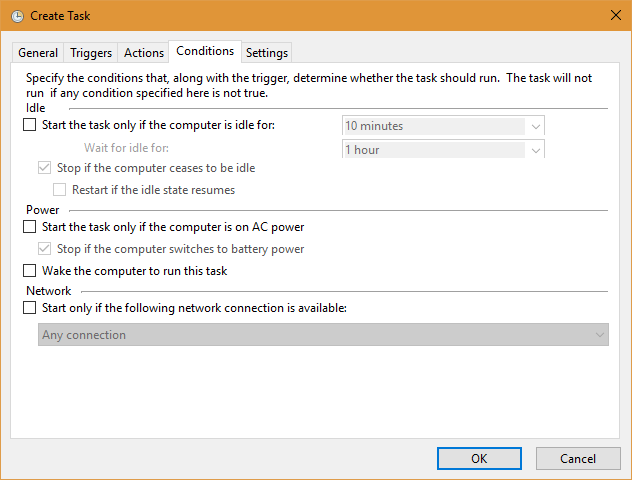 Create Task
General Triggers Actions Conditions Settings
Specify the conditions that, along with the trigger, determine whether the task should run.  The task will not
run  if any condition specified here is not true.
Idle
Start the task only if the computer is idle for: 10 minutes
Wait for idle for: 1 hour
Stop if the computer ceases to be idle
Restart if the idle state resumes
Power
Start the task only if the computer is on AC power
Stop if the computer switches to battery power
Wake the computer to run this task
Network
Start only if the following network connection is available:
Any connection
OK Cancel